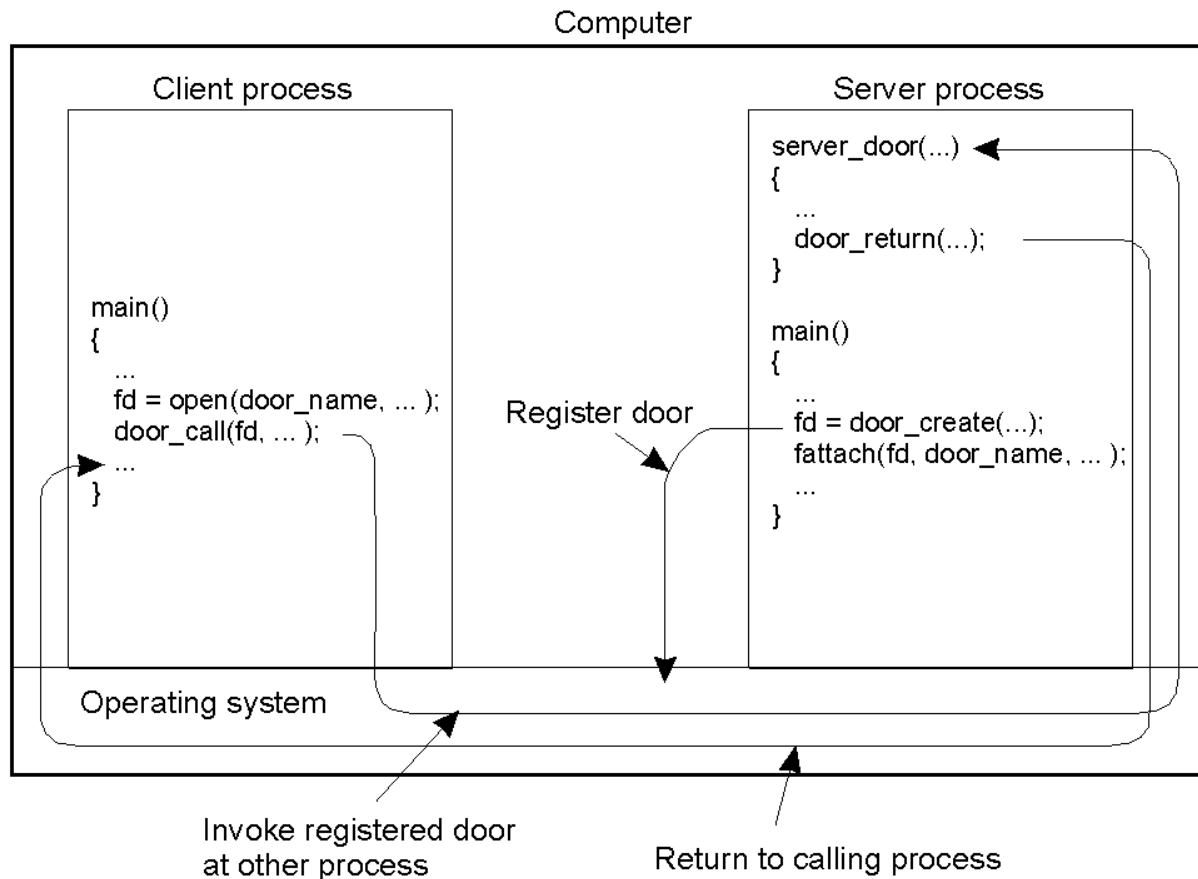 Computer
Client process
main()
{
...
fd = open(door_name, ... );
door_call(fd, ... );
...
}
Server process
server_door(...)
{
...
door_return(...);
}
main()
{
...
fd = door_create(...);
fattach(fd, door_name, ... );
...
}
Register door
Operating system
Invoke registered door
at other process
Return to calling process